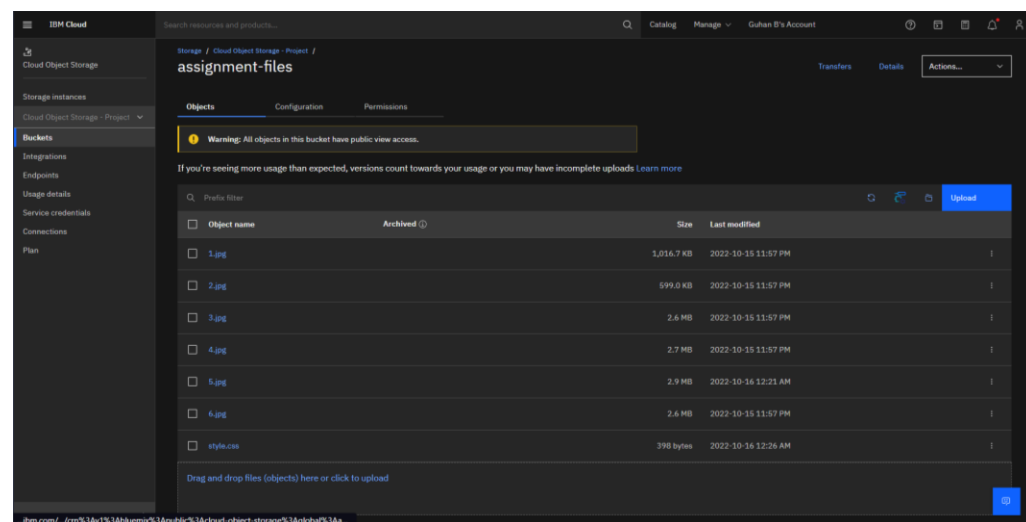 IBM Cloud
Search resources and products...
Catalog
Manage
Guhan B's Account
Cloud Object Storage
Storage instances
Cloud Object Storage - Project
Buckets
Integrations
Endpoints
Usage details
Service credentials
Connections
Plan
Storage / Cloud Object Storage - Project /
assignment-files
Transfers
Details
Actions...
Objects
Configuration
Permissions
Warning: All objects in this bucket have public view access.
If you're seeing more usage than expected, versions count towards your usage or you may have incomplete uploads Learn more
Prefix filter
Upload
Object name Archived Size Last modified
1.jpg 1,016.7 KB 2022-10-15 11:57 PM
2.jpg 599.0 KB 2022-10-15 11:57 PM
3.jpg 2.6 MB 2022-10-15 11:57 PM
4.jpg 2.7 MB 2022-10-15 11:57 PM
5.jpg 2.9 MB 2022-10-16 12:21 AM
6.jpg 2.6 MB 2022-10-15 11:57 PM
style.css 398 bytes 2022-10-16 12:26 AM
Drag and drop files (objects) here or click to upload